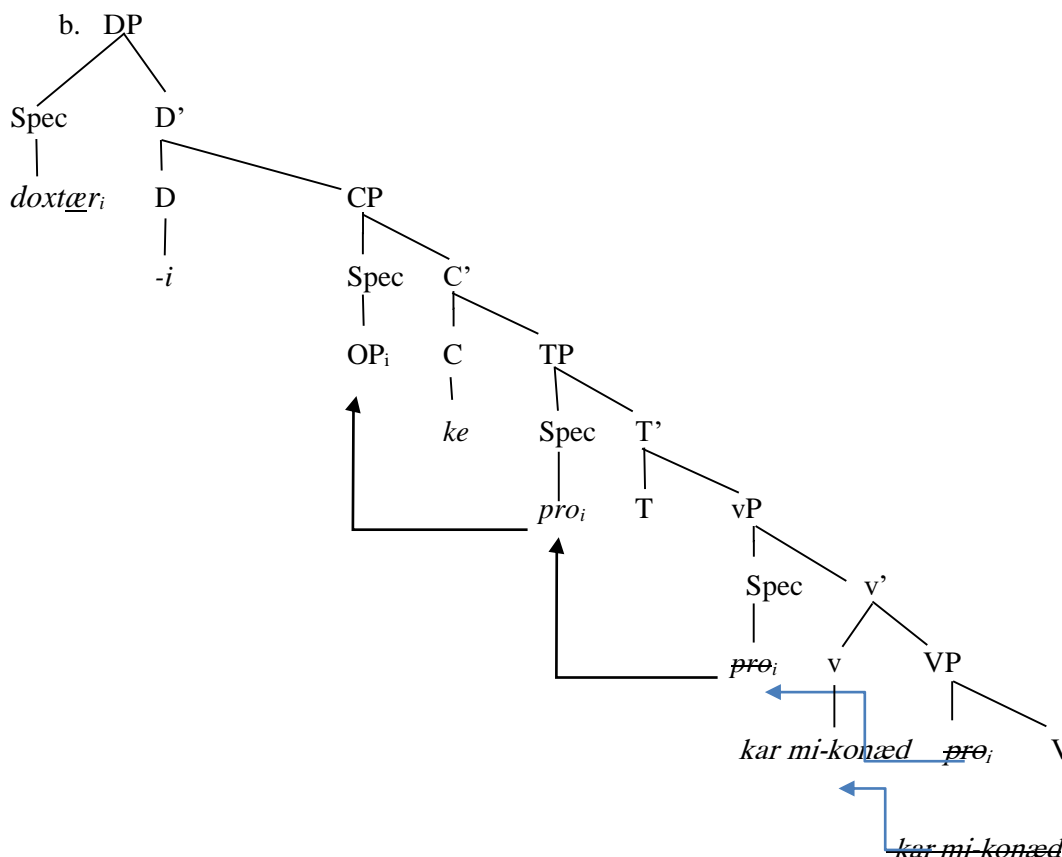 b. DP
Spec D’
doxtær_i D CP
-i Spec C’
OP_i C TP
ke Spec T’
pro_i T vP
Spec v’
pro_i v VP
kar mi-konæd pro_i V
kar mi-konæd